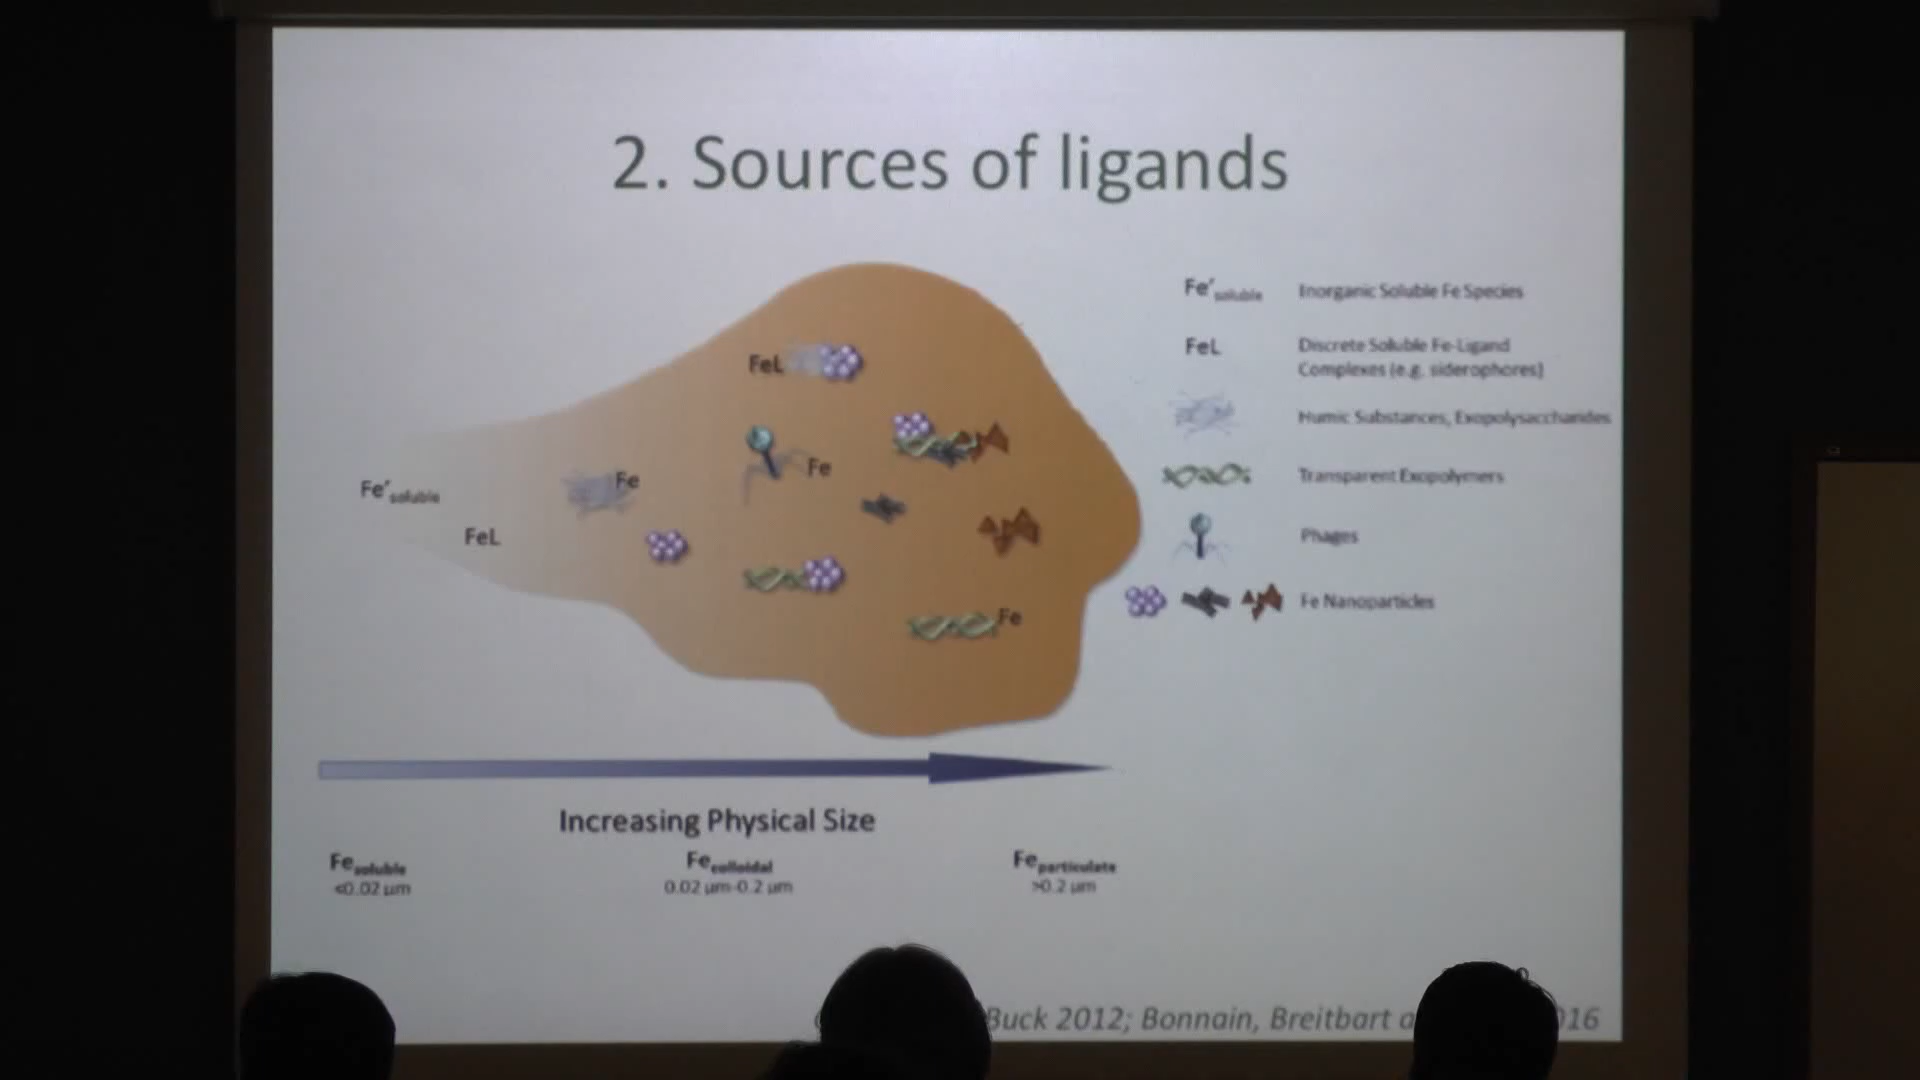 2. Sources of ligands
Fe'soluble Inorganic Soluble Fe Species
FeL Discrete Soluble Fe-Ligand
Complexes (e.g. siderophores)
Humic Substances, Exopolysaccharides
Transparent Exopolymers
Phages
Fe Nanoparticles
FeL
Fe
Fe
Fe'soluble
FeL
Fe
Increasing Physical Size
Fesoluble Fecolloidal Feparticulate
<0.02 µm 0.02 µm-0.2 µm >0.2 µm
Buck 2012; Bonnain, Breitbart